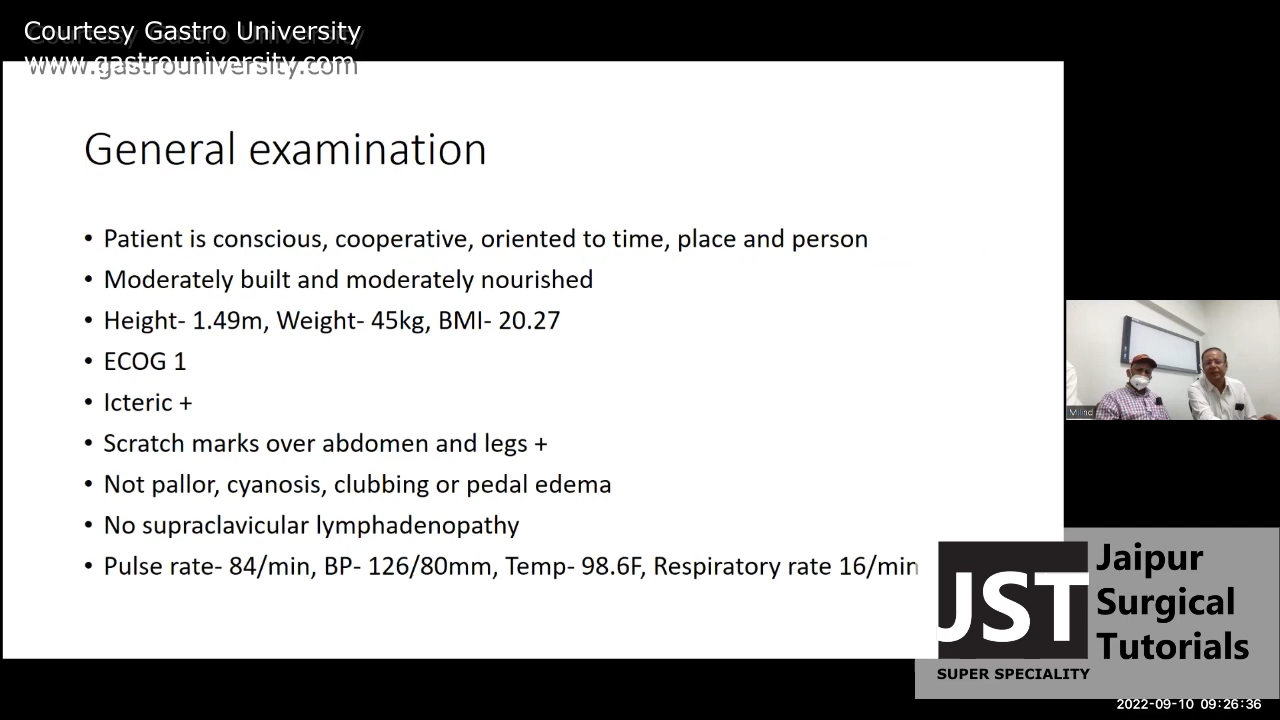 Courtesy Gastro University
www.gastrouniversity.com
General examination
• Patient is conscious, cooperative, oriented to time, place and person
• Moderately built and moderately nourished
• Height- 1.49m, Weight- 45kg, BMI- 20.27
• ECOG 1
• Icteric +
• Scratch marks over abdomen and legs +
• Not pallor, cyanosis, clubbing or pedal edema
• No supraclavicular lymphadenopathy
• Pulse rate- 84/min, BP- 126/80mm, Temp- 98.6F, Respiratory rate 16/min
Milind
JST
SUPER SPECIALITY
Jaipur
Surgical
Tutorials
2022-09-10 09:26:36